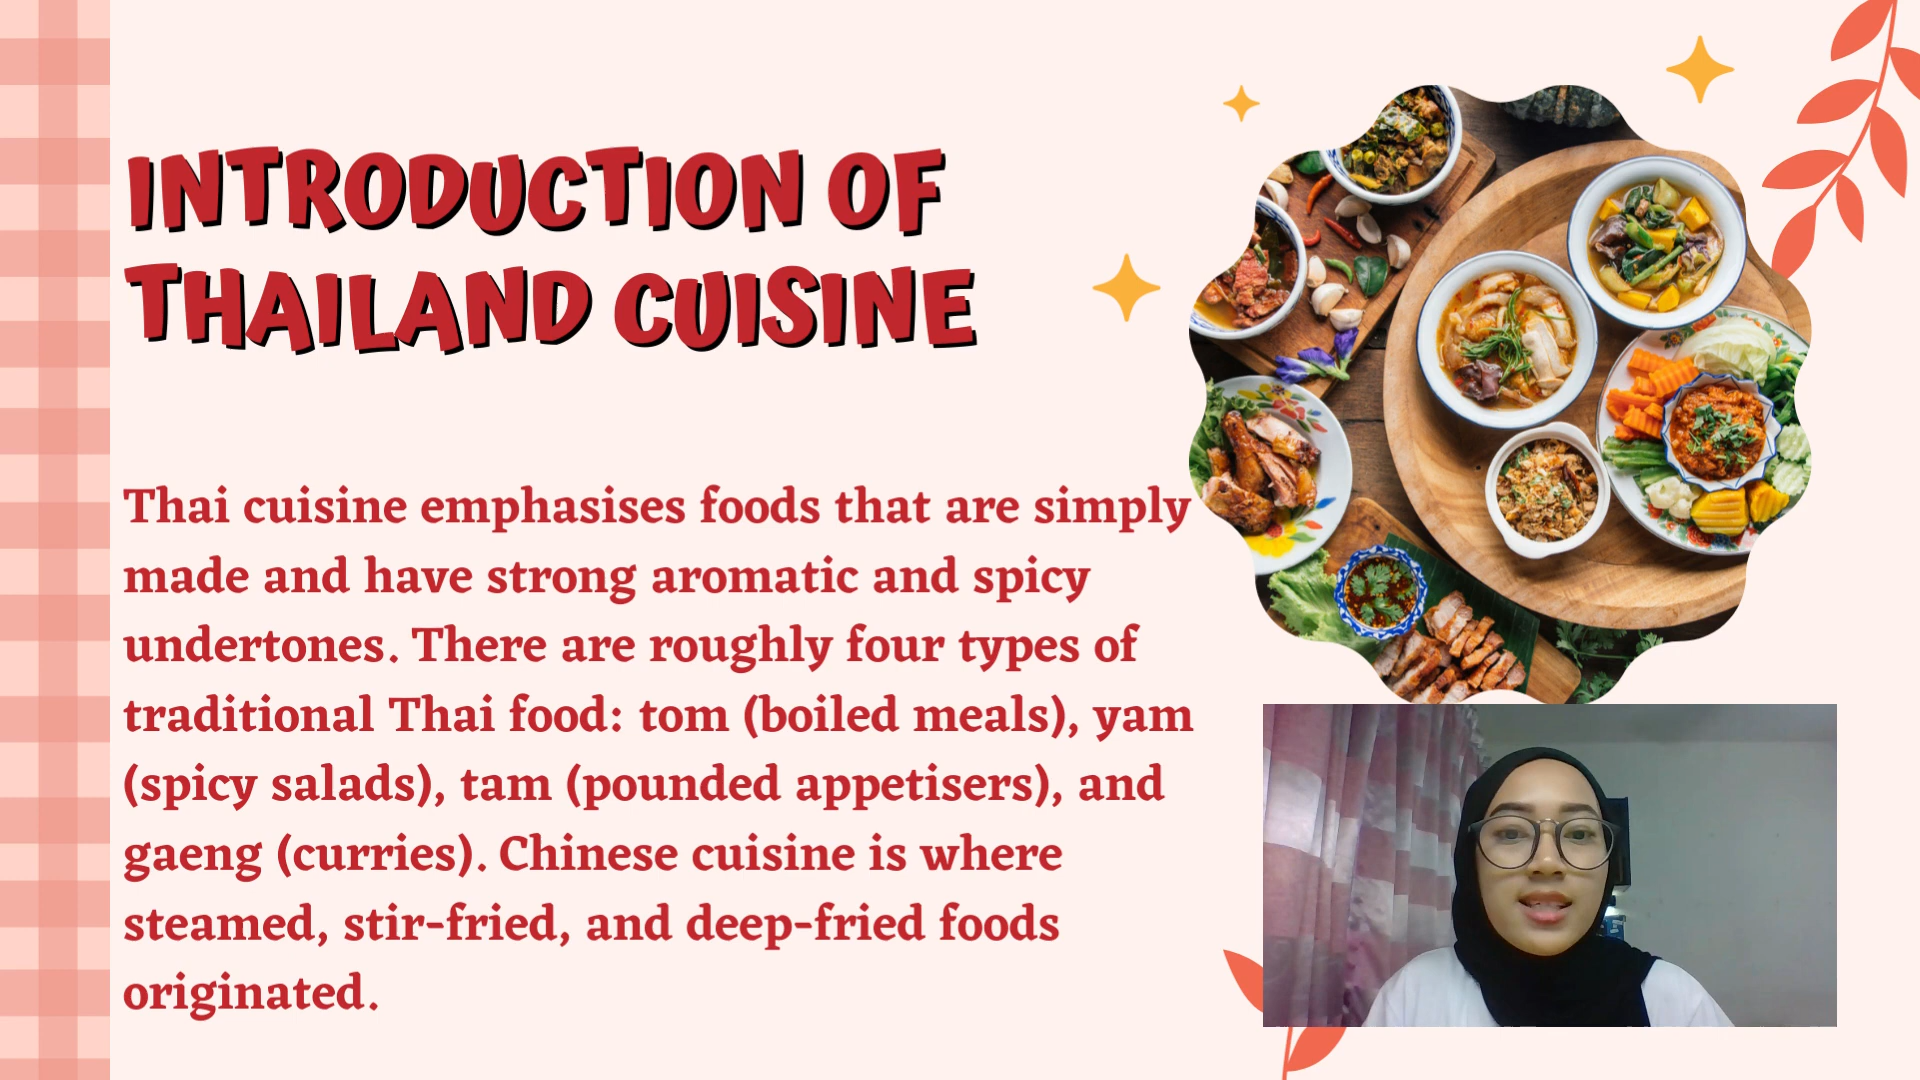 INTRODUCTION OF
THAILAND CUISINE
Thai cuisine emphasises foods that are simply
made and have strong aromatic and spicy
undertones. There are roughly four types of
traditional Thai food: tom (boiled meals), yam
(spicy salads), tam (pounded appetisers), and
gaeng (curries). Chinese cuisine is where
steamed, stir-fried, and deep-fried foods
originated.